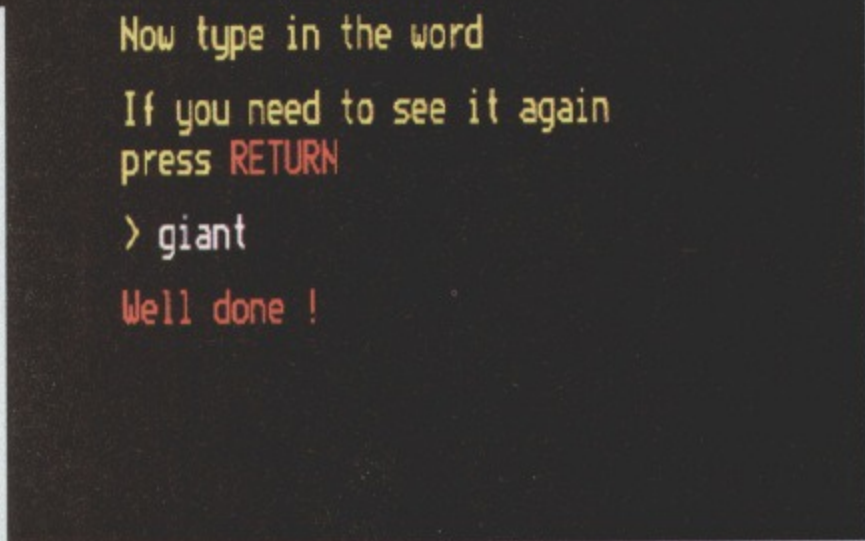 Now type in the word
If you need to see it again
press RETURN
> giant
Well done !